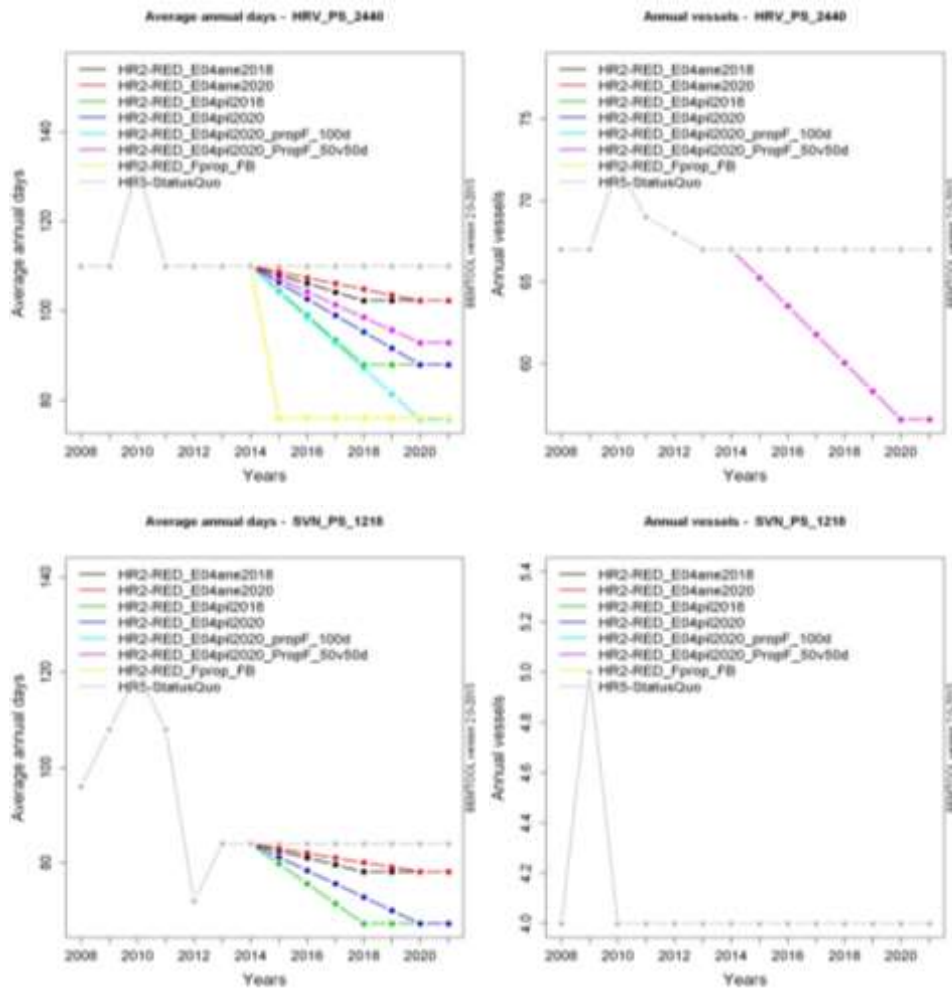 Average annual days - HRV_PS_2440
HR2-RED_E04ane2018
HR2-RED_E04ane2020
HR2-RED_E04pil2018
HR2-RED_E04pil2020
HR2-RED_E04pil2020_propF_100d
HR2-RED_E04pil2020_PropF_50v50d
HR2-RED_Fprop_FB
HR5-StatusQuo
Average annual days
80 100 120 140
2008 2010 2012 2014 2016 2018 2020
Years
Annual vessels - HRV_PS_2440
HR2-RED_E04ane2018
HR2-RED_E04ane2020
HR2-RED_E04pil2018
HR2-RED_E04pil2020
HR2-RED_E04pil2020_propF_100d
HR2-RED_E04pil2020_PropF_50v50d
HR2-RED_Fprop_FB
HR5-StatusQuo
Annual vessels
60 65 70 75
2008 2010 2012 2014 2016 2018 2020
Years
Average annual days - SVN_PS_1218
HR2-RED_E04ane2018
HR2-RED_E04ane2020
HR2-RED_E04pil2018
HR2-RED_E04pil2020
HR2-RED_E04pil2020_propF_100d
HR2-RED_E04pil2020_PropF_50v50d
HR2-RED_Fprop_FB
HR5-StatusQuo
Average annual days
80 100 120 140
2008 2010 2012 2014 2016 2018 2020
Years
Annual vessels - SVN_PS_1218
HR2-RED_E04ane2018
HR2-RED_E04ane2020
HR2-RED_E04pil2018
HR2-RED_E04pil2020
HR2-RED_E04pil2020_propF_100d
HR2-RED_E04pil2020_PropF_50v50d
HR2-RED_Fprop_FB
HR5-StatusQuo
Annual vessels
4.0 4.2 4.4 4.6 4.8 5.0 5.2 5.4
2008 2010 2012 2014 2016 2018 2020
Years